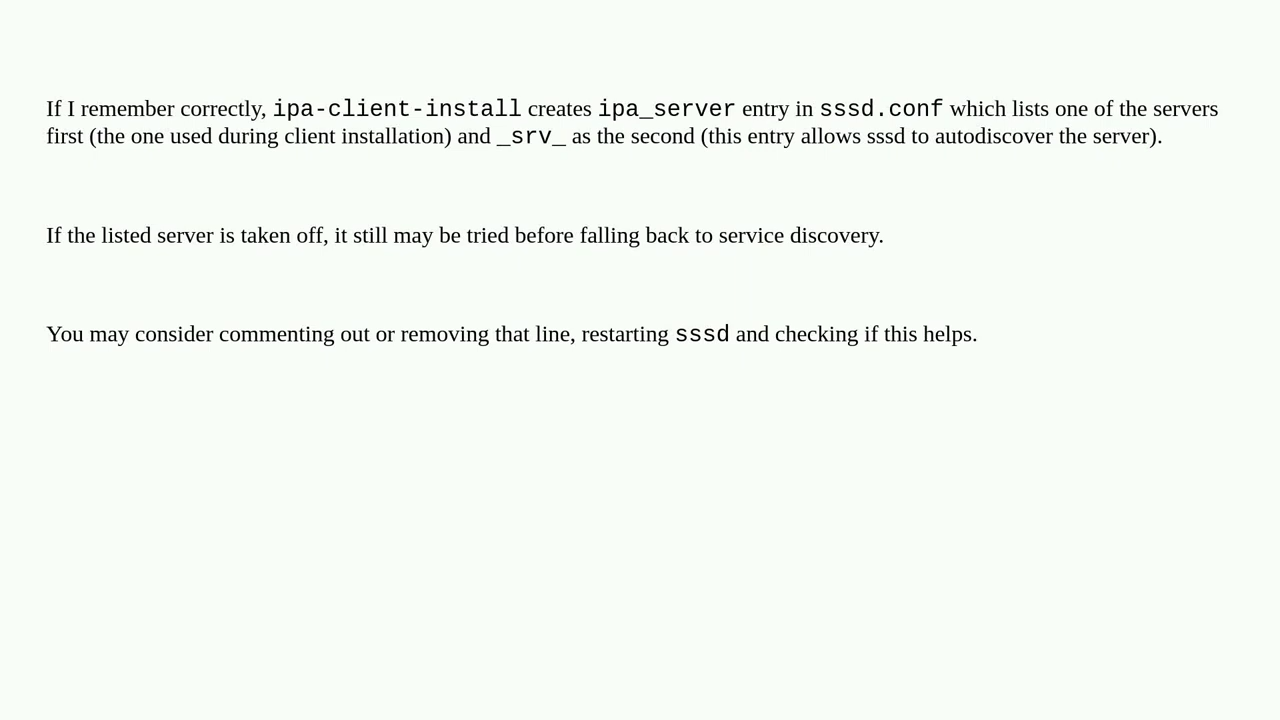 If I remember correctly, ipa-client-install creates ipa_server entry in sssd.conf which lists one of the servers
first (the one used during client installation) and _srv_ as the second (this entry allows sssd to autodiscover the server).
If the listed server is taken off, it still may be tried before falling back to service discovery.
You may consider commenting out or removing that line, restarting sssd and checking if this helps.